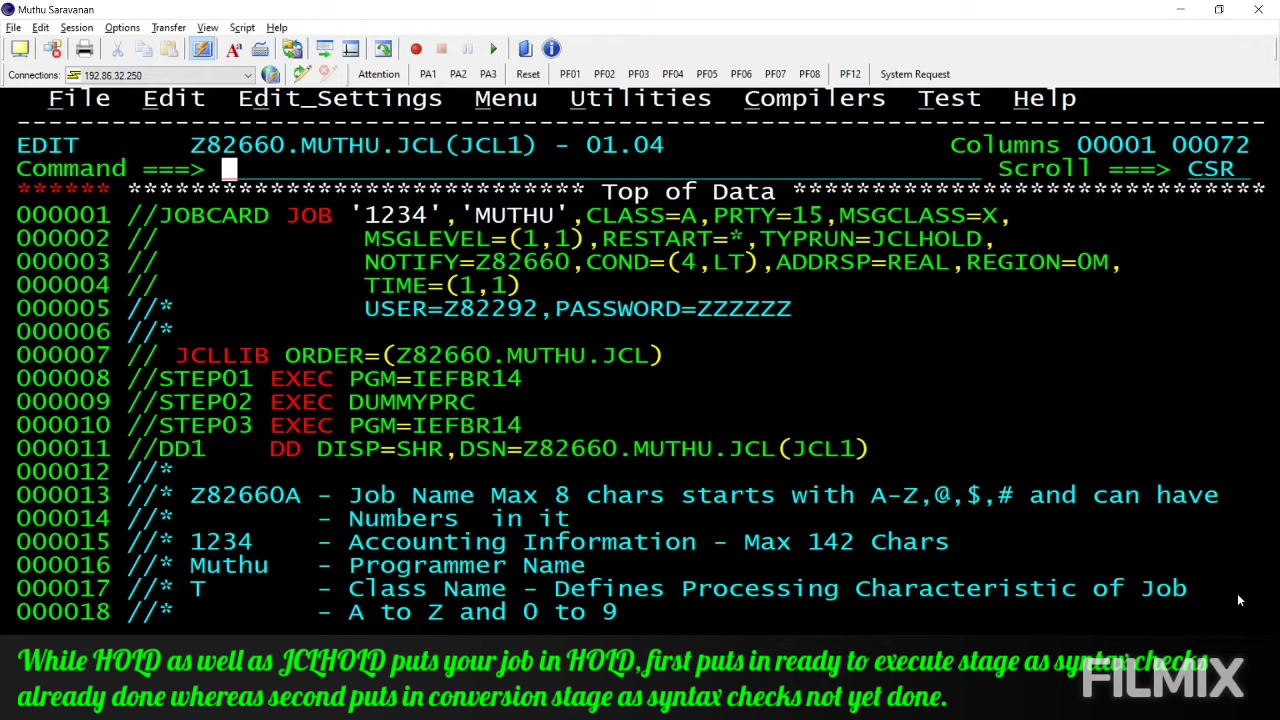 Muthu Saravanan
File Edit Session Options Transfer View Script Help
Connections: 192.86.32.250 Attention PA1 PA2 PA3 Reset PF01 PF02 PF03 PF04 PF05 PF06 PF07 PF08 PF12 System Request
File Edit Edit_Settings Menu Utilities Compilers Test Help
-------------------------------------------------------------------------------
EDIT Z82660.MUTHU.JCL(JCL1) - 01.04 Columns 00001 00072
Command ===> Scroll ===> CSR
****** ***************************** Top of Data ******************************
000001 //JOBCARD JOB '1234','MUTHU',CLASS=A,PRTY=15,MSGCLASS=X,
000002 // MSGLEVEL=(1,1),RESTART=*,TYPRUN=JCLHOLD,
000003 // NOTIFY=Z82660,COND=(4,LT),ADDRSP=REAL,REGION=0M,
000004 // TIME=(1,1)
000005 //* USER=Z82292,PASSWORD=ZZZZZZ
000006 //*
000007 // JCLLIB ORDER=(Z82660.MUTHU.JCL)
000008 //STEP01 EXEC PGM=IEFBR14
000009 //STEP02 EXEC DUMMYPRC
000010 //STEP03 EXEC PGM=IEFBR14
000011 //DD1 DD DISP=SHR,DSN=Z82660.MUTHU.JCL(JCL1)
000012 //*
000013 //* Z82660A - Job Name Max 8 chars starts with A-Z,@,$,# and can have
000014 //* - Numbers in it
000015 //* 1234 - Accounting Information - Max 142 Chars
000016 //* Muthu - Programmer Name
000017 //* T - Class Name - Defines Processing Characteristic of Job
000018 //* - A to Z and 0 to 9
While HOLD as well as JCLHOLD puts your job in HOLD, first puts in ready to execute stage as syntax checks
already done whereas second puts in conversion stage as syntax checks not yet done.
FILMIX